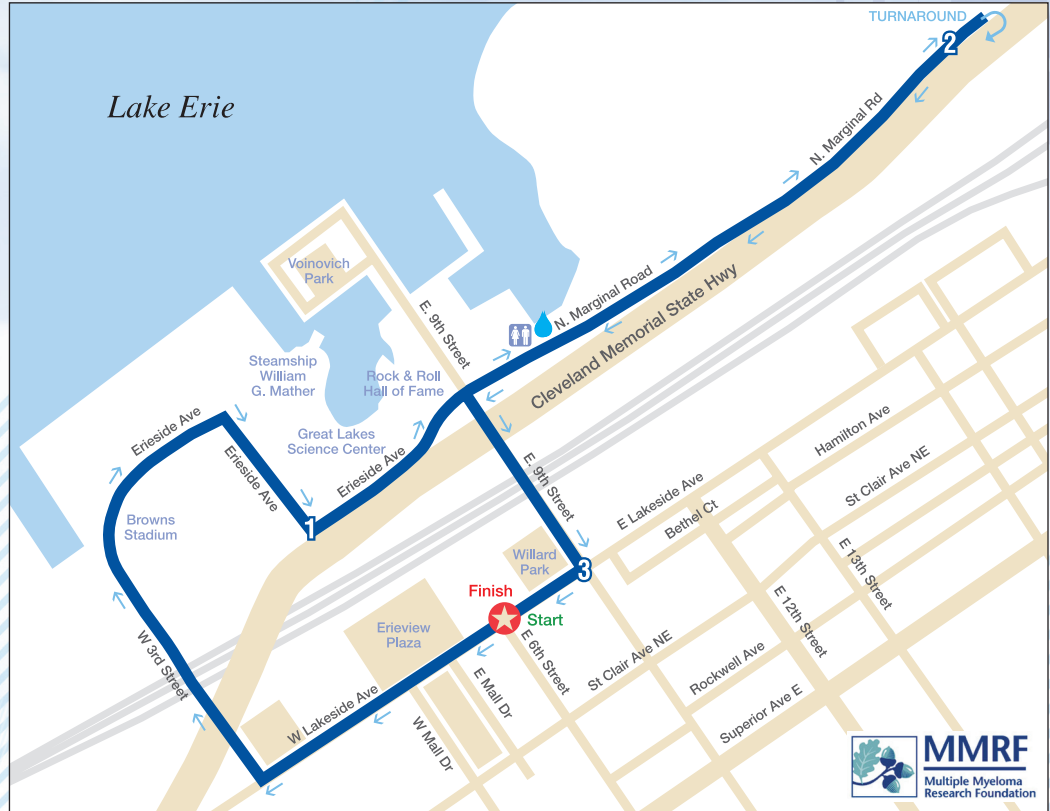 TURNAROUND
2
Lake Erie
N. Marginal Rd
Voinovich
Park
E. 9th Street
N. Marginal Road
Cleveland Memorial State Hwy
Steamship
William
G. Mather
Rock & Roll
Hall of Fame
Erieside Ave
Great Lakes
Science Center
Erieside Ave
Erieside Ave
1
Browns
Stadium
E. 9th Street
Hamilton Ave
E Lakeside Ave
St Clair Ave NE
Bethel Ct
Willard
Park
3
E 13th Street
Finish
Start
E 12th Street
Erieview
Plaza
E 6th Street
St Clair Ave NE
Rockwell Ave
W 3rd Street
E Mall Dr
W Lakeside Ave
W Mall Dr
Superior Ave E
MMRF
Multiple Myeloma
Research Foundation